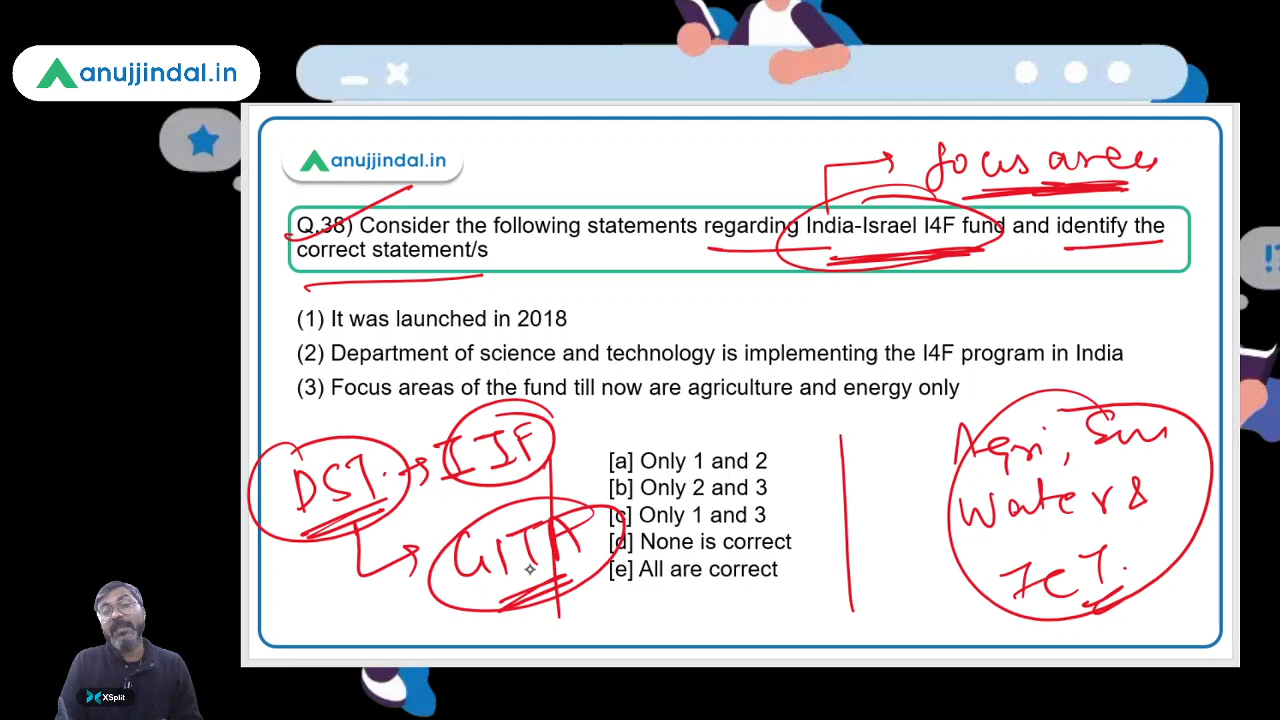 anujjindal.in
anujjindal.in
focus areas
Q.38) Consider the following statements regarding India-Israel I4F fund and identify the
correct statement/s
(1) It was launched in 2018
(2) Department of science and technology is implementing the I4F program in India
(3) Focus areas of the fund till now are agriculture and energy only
DST. → IIF
GITA
[a] Only 1 and 2
[b] Only 2 and 3
[c] Only 1 and 3
[d] None is correct
[e] All are correct
Agri,
Water &
ICT.
XSplit